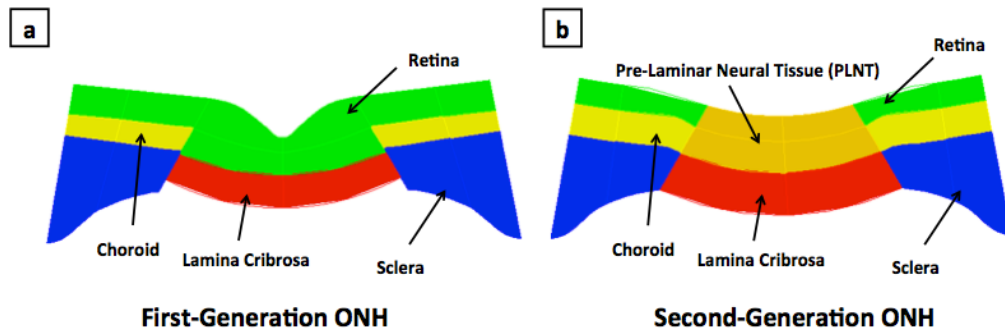 a
Retina
Choroid
Lamina Cribrosa
Sclera
First-Generation ONH
b
Retina
Pre-Laminar Neural Tissue (PLNT)
Choroid
Lamina Cribrosa
Sclera
Second-Generation ONH